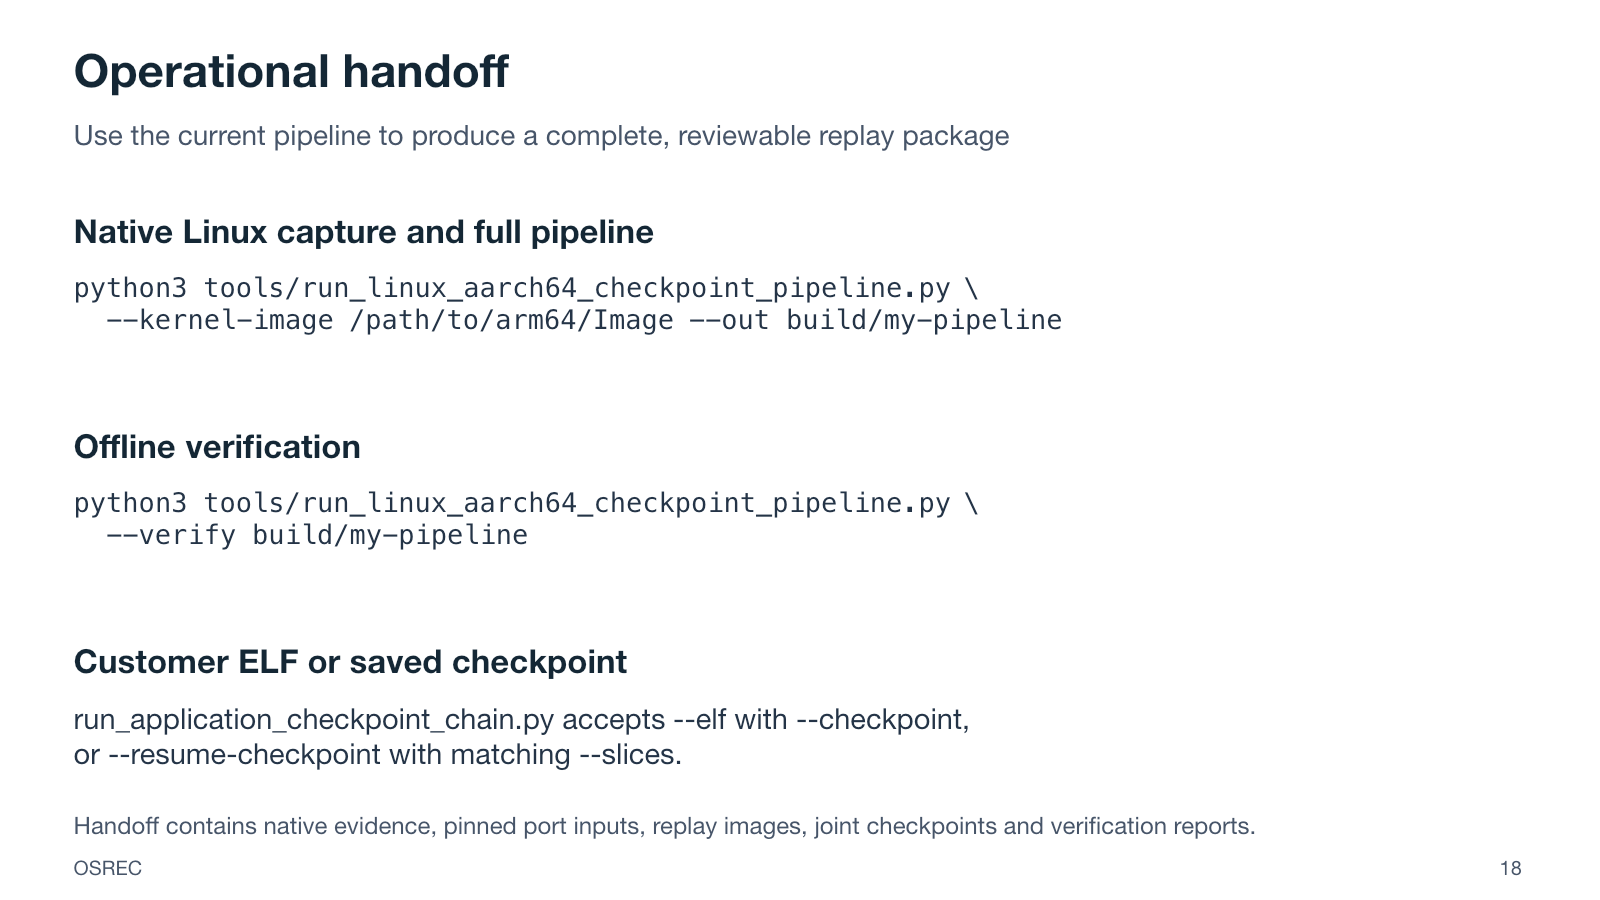 Operational handoff
Use the current pipeline to produce a complete, reviewable replay package
Native Linux capture and full pipeline
python3 tools/run_linux_aarch64_checkpoint_pipeline.py \
  --kernel-image /path/to/arm64/Image --out build/my-pipeline
Offline verification
python3 tools/run_linux_aarch64_checkpoint_pipeline.py \
  --verify build/my-pipeline
Customer ELF or saved checkpoint
run_application_checkpoint_chain.py accepts --elf with --checkpoint,
or --resume-checkpoint with matching --slices.
Handoff contains native evidence, pinned port inputs, replay images, joint checkpoints and verification reports.
OSREC
18